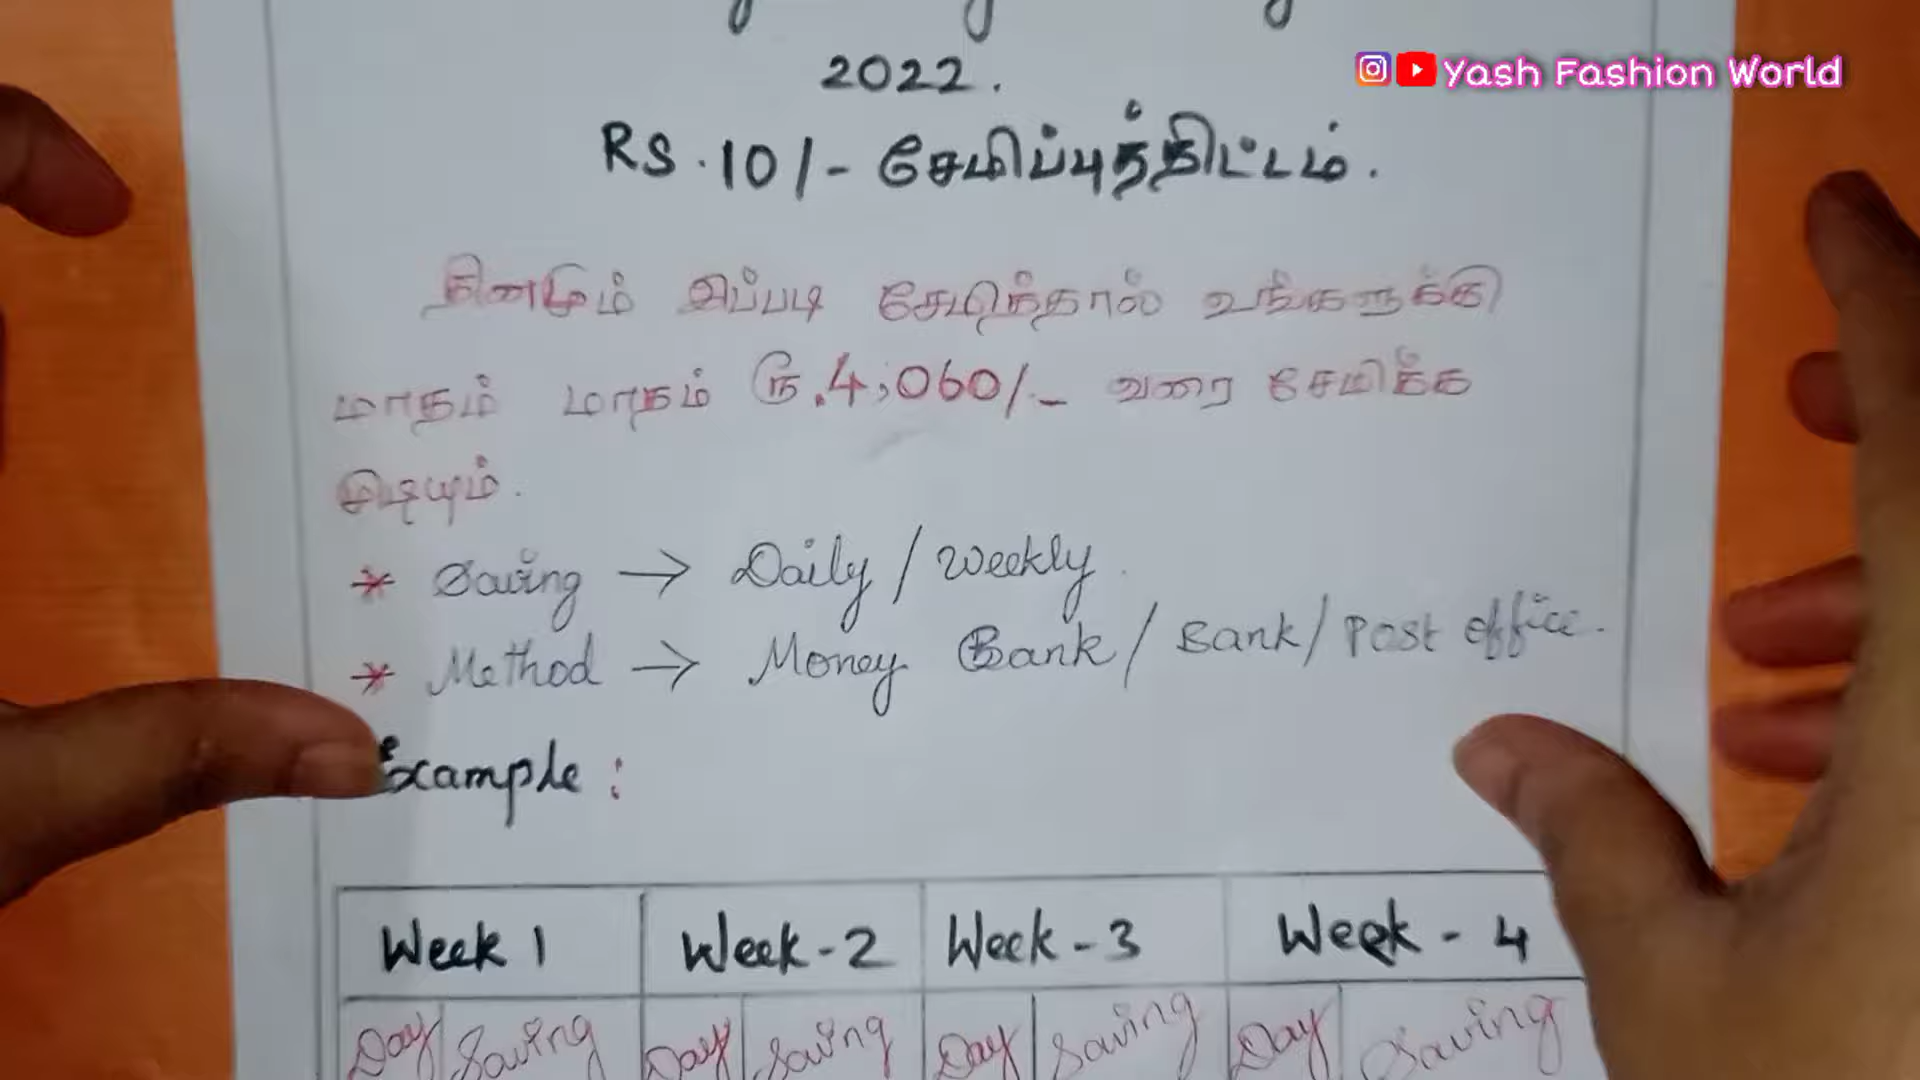 2022.
Yash Fashion World
RS.10/- சேமிப்புத்திட்டம்.
தினமும் இப்படி சேமித்தால் உங்களுக்கு
மாதம் மாதம் ரூ.4,060/- வரை சேமிக்க
முடியும்.
* Saving → Daily / Weekly
* Method → Money Bank / Bank / Post office.
Example :
Week 1 Week - 2 Week - 3 Week - 4
Day Saving Day Saving Day Saving Day Saving